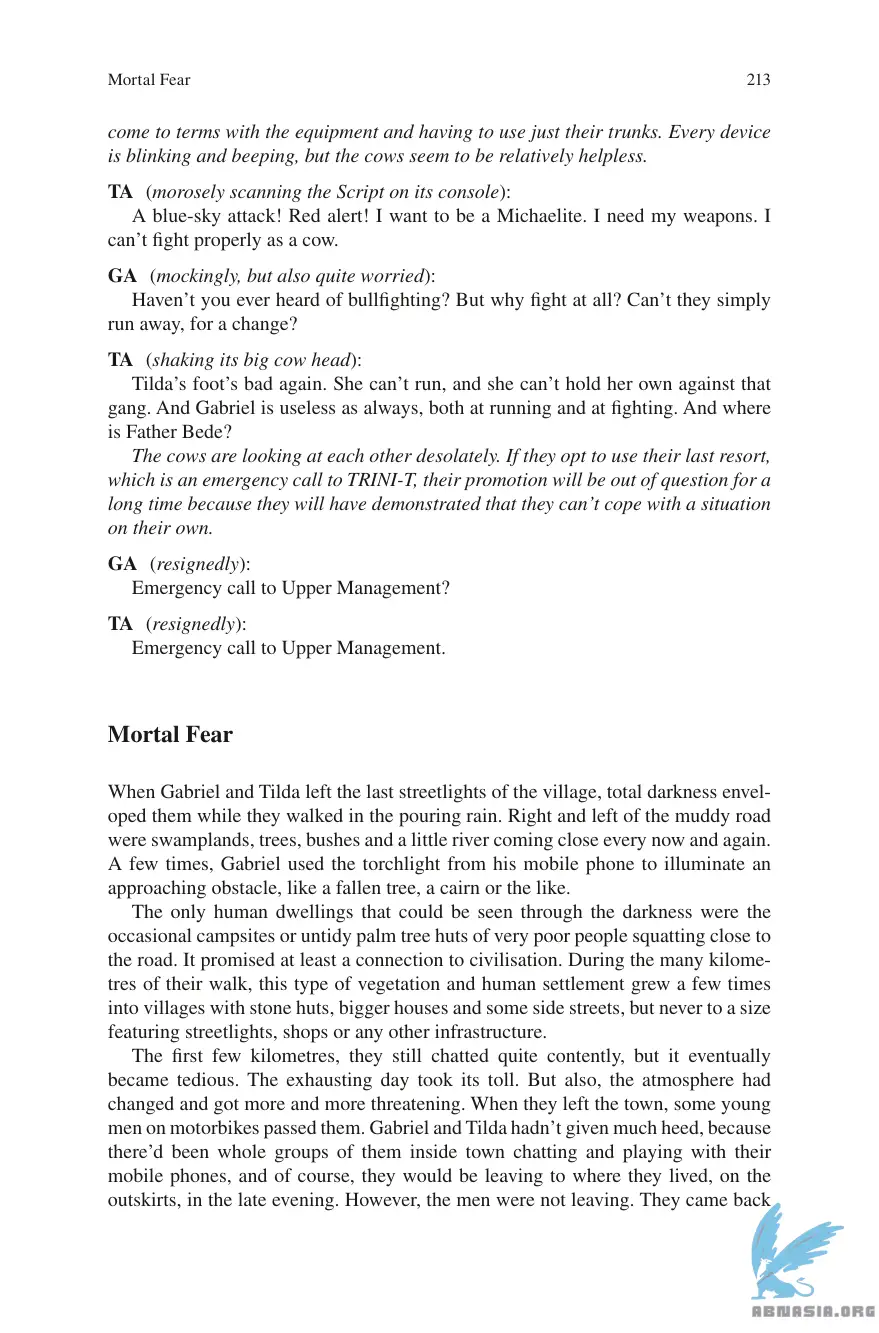 Mortal Fear 213
come to terms with the equipment and having to use just their trunks. Every device
is blinking and beeping, but the cows seem to be relatively helpless.
TA (morosely scanning the Script on its console):
A blue-sky attack! Red alert! I want to be a Michaelite. I need my weapons. I
can’t fight properly as a cow.
GA (mockingly, but also quite worried):
Haven’t you ever heard of bullfighting? But why fight at all? Can’t they simply
run away, for a change?
TA (shaking its big cow head):
Tilda’s foot’s bad again. She can’t run, and she can’t hold her own against that
gang. And Gabriel is useless as always, both at running and at fighting. And where
is Father Bede?
The cows are looking at each other desolately. If they opt to use their last resort,
which is an emergency call to TRINI-T, their promotion will be out of question for a
long time because they will have demonstrated that they can’t cope with a situation
on their own.
GA (resignedly):
Emergency call to Upper Management?
TA (resignedly):
Emergency call to Upper Management.
Mortal Fear
When Gabriel and Tilda left the last streetlights of the village, total darkness envel-
oped them while they walked in the pouring rain. Right and left of the muddy road
were swamplands, trees, bushes and a little river coming close every now and again.
A few times, Gabriel used the torchlight from his mobile phone to illuminate an
approaching obstacle, like a fallen tree, a cairn or the like.
The only human dwellings that could be seen through the darkness were the
occasional campsites or untidy palm tree huts of very poor people squatting close to
the road. It promised at least a connection to civilisation. During the many kilome-
tres of their walk, this type of vegetation and human settlement grew a few times
into villages with stone huts, bigger houses and some side streets, but never to a size
featuring streetlights, shops or any other infrastructure.
The first few kilometres, they still chatted quite contently, but it eventually
became tedious. The exhausting day took its toll. But also, the atmosphere had
changed and got more and more threatening. When they left the town, some young
men on motorbikes passed them. Gabriel and Tilda hadn’t given much heed, because
there’d been whole groups of them inside town chatting and playing with their
mobile phones, and of course, they would be leaving to where they lived, on the
outskirts, in the late evening. However, the men were not leaving. They came back
ABNASIA.ORG